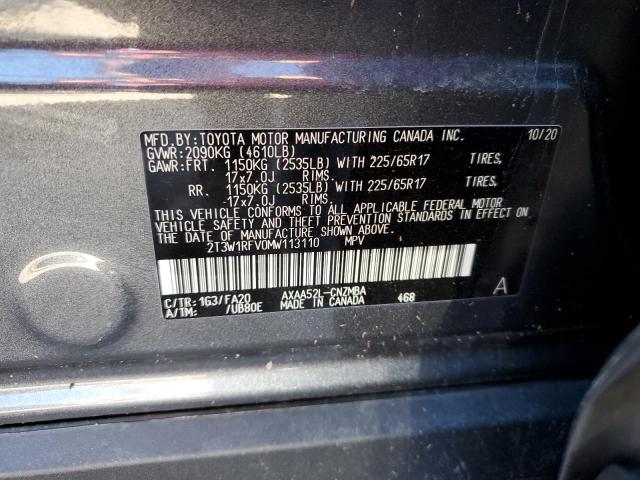 MFD.BY:TOYOTA MOTOR MANUFACTURING CANADA INC. 10/20
GVWR:2090KG (4610LB)
GAWR:FRT. 1150KG (2535LB) WITH 225/65R17 TIRES,
17x7.0J RIMS.
RR. 1150KG (2535LB) WITH 225/65R17 TIRES,
17x7.0J RIMS.
THIS VEHICLE CONFORMS TO ALL APPLICABLE FEDERAL MOTOR
VEHICLE SAFETY AND THEFT PREVENTION STANDARDS IN EFFECT ON
THE DATE OF MANUFACTURE SHOWN ABOVE.
2T3W1RFV0MW113110 MPV
C/TR:1G3/FA20 AXAA52L-CNZMBA 468 A
A/TM: /UB80E MADE IN CANADA